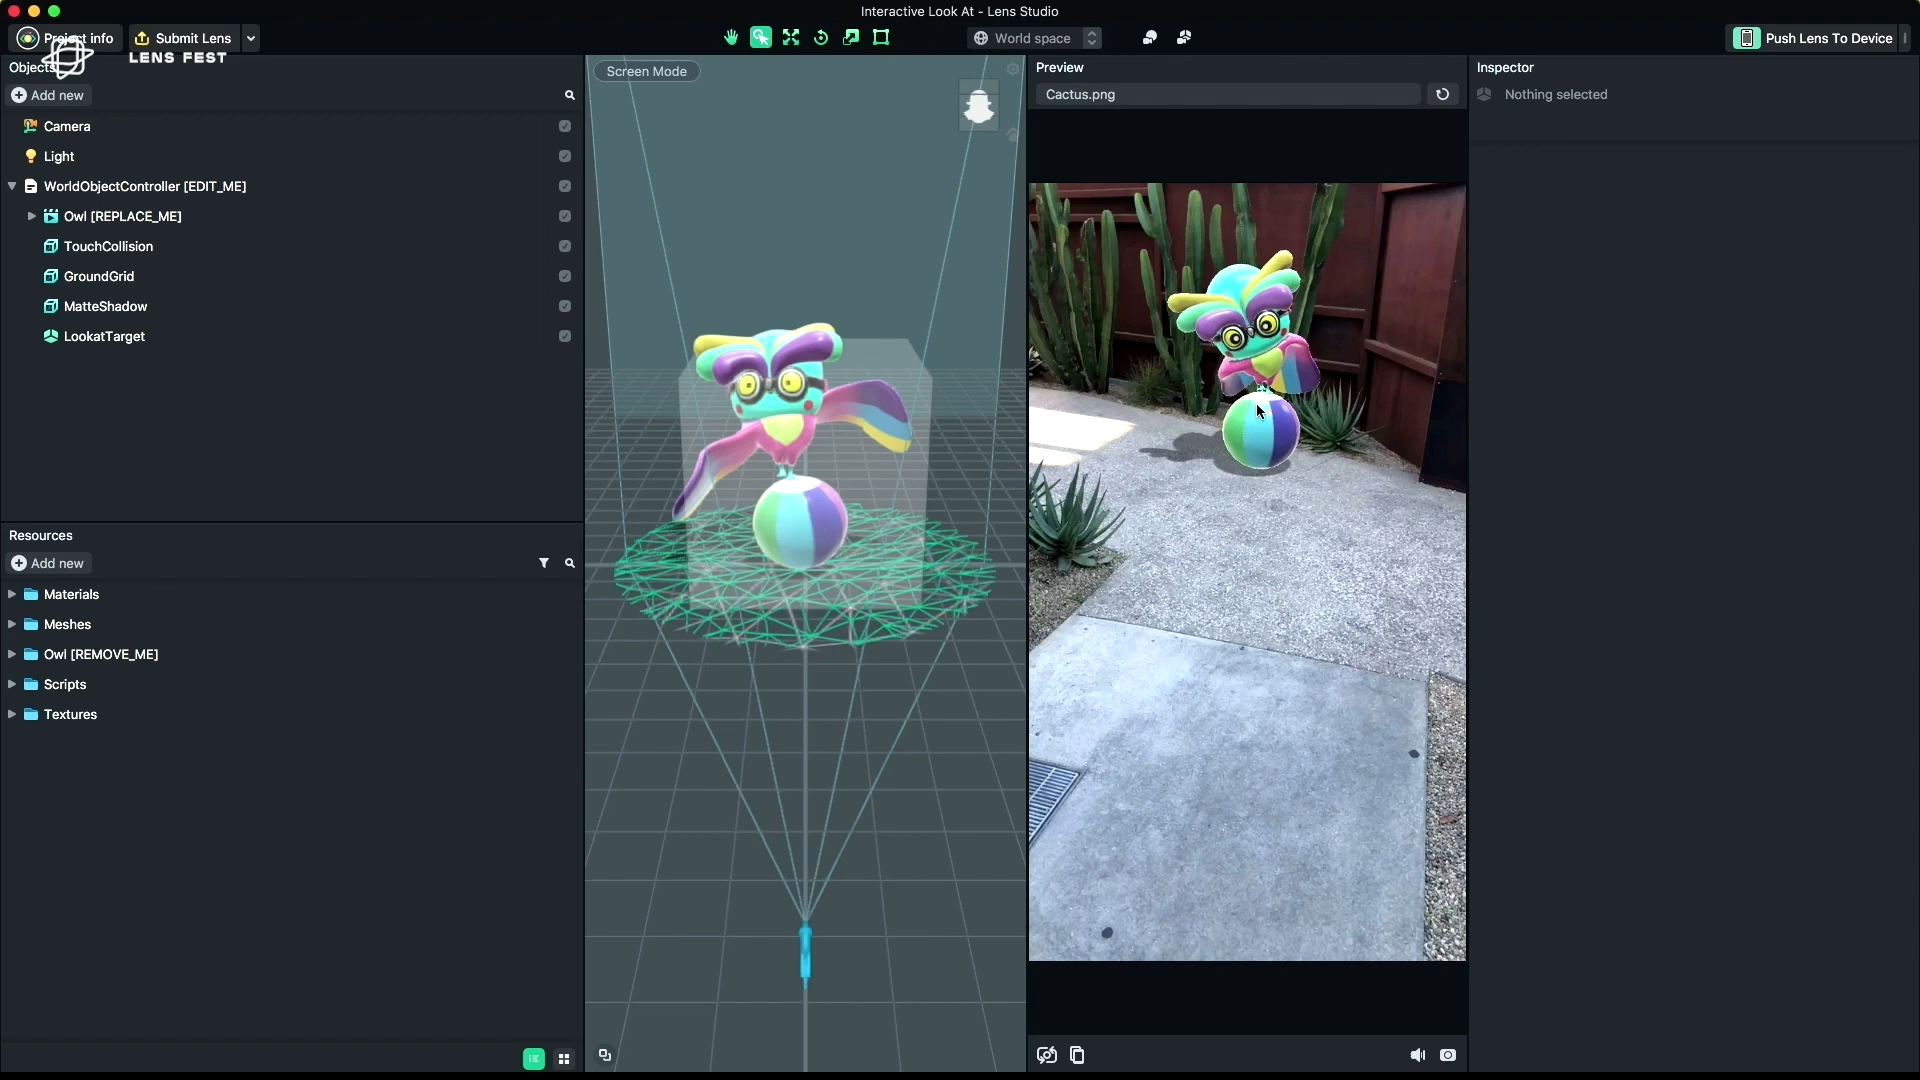 Interactive Look At - Lens Studio
Project info
Submit Lens
World space
Push Lens To Device
LENS FEST
Objects
Add new
Camera
Light
WorldObjectController [EDIT_ME]
Owl [REPLACE_ME]
TouchCollision
GroundGrid
MatteShadow
LookatTarget
Resources
Add new
Materials
Meshes
Owl [REMOVE_ME]
Scripts
Textures
Screen Mode
Preview
Cactus.png
Inspector
Nothing selected